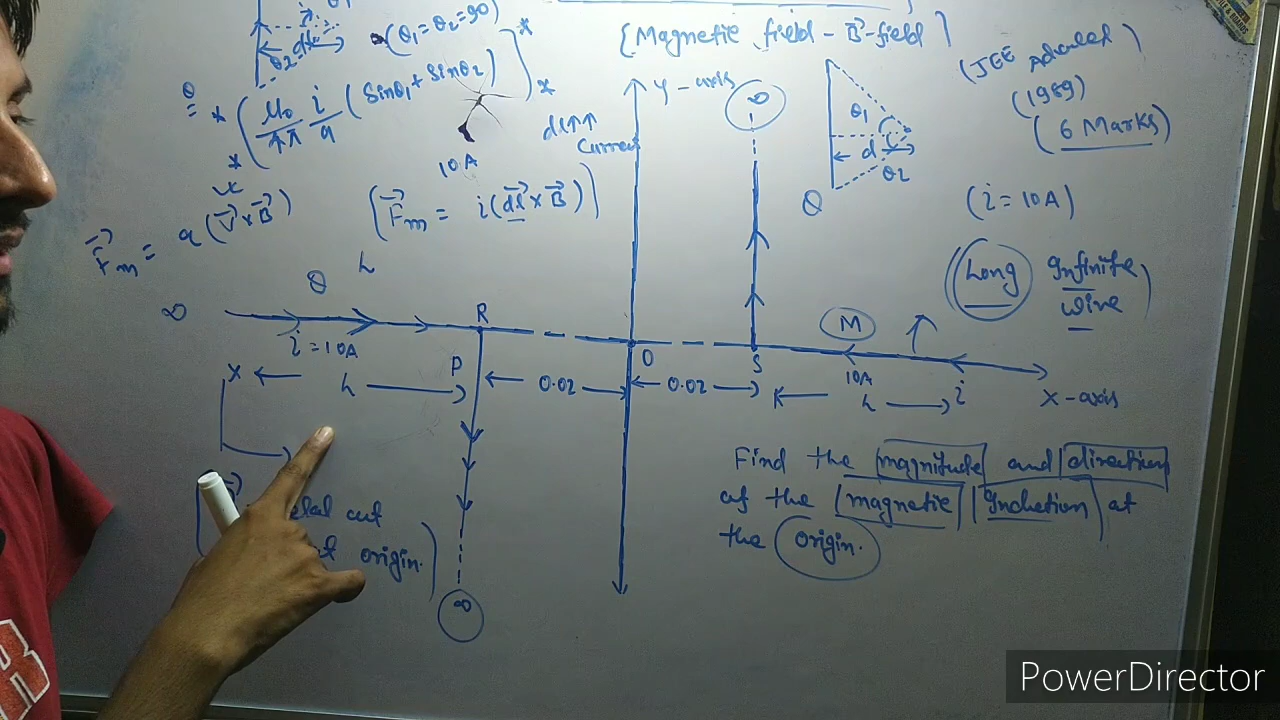 (θ1=θ2=90)
θ2
d
θ
* (μ0/4π i/a (Sinθ1 + Sinθ2) ) *
*
10A
F⃗m = q(V⃗×B⃗)
[Magnetic field - B⃗-field]
(JEE Advanced)
(1989)
(6 Marks)
(i=10A)
(Long) Infinite
wire
Y-axis
∞
dl↑↑
Current
(F⃗m = i(dl⃗×B⃗))
θ1
d
θ2
Q
L
Q
∞
i=10A
R
P
O
S
M
10A
i
X-axis
X
L
0.02
0.02
K
L
∞
Find the magnitude and direction
of the magnetic Induction at
the origin.
out
origin.
PowerDirector